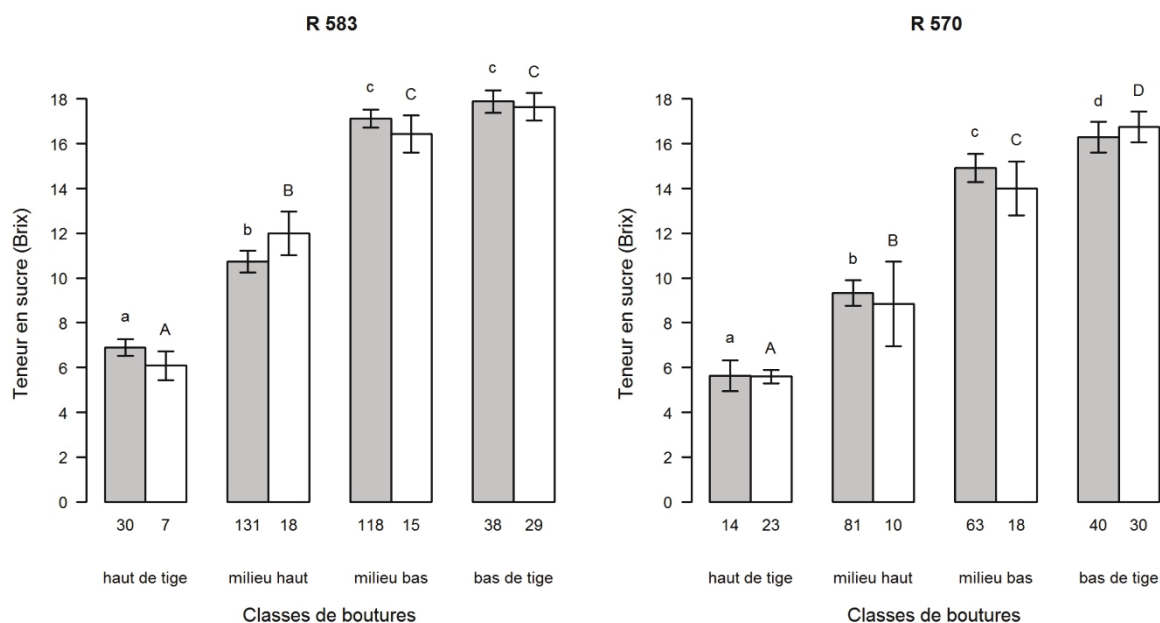 R 583
Teneur en sucre (Brix)
18
16
14
12
10
8
6
4
2
0
a
A
b
B
c
C
c
C
30 7 131 18 118 15 38 29
haut de tige milieu haut milieu bas bas de tige
Classes de boutures
R 570
Teneur en sucre (Brix)
18
16
14
12
10
8
6
4
2
0
a
A
b
B
c
C
d
D
14 23 81 10 63 18 40 30
haut de tige milieu haut milieu bas bas de tige
Classes de boutures